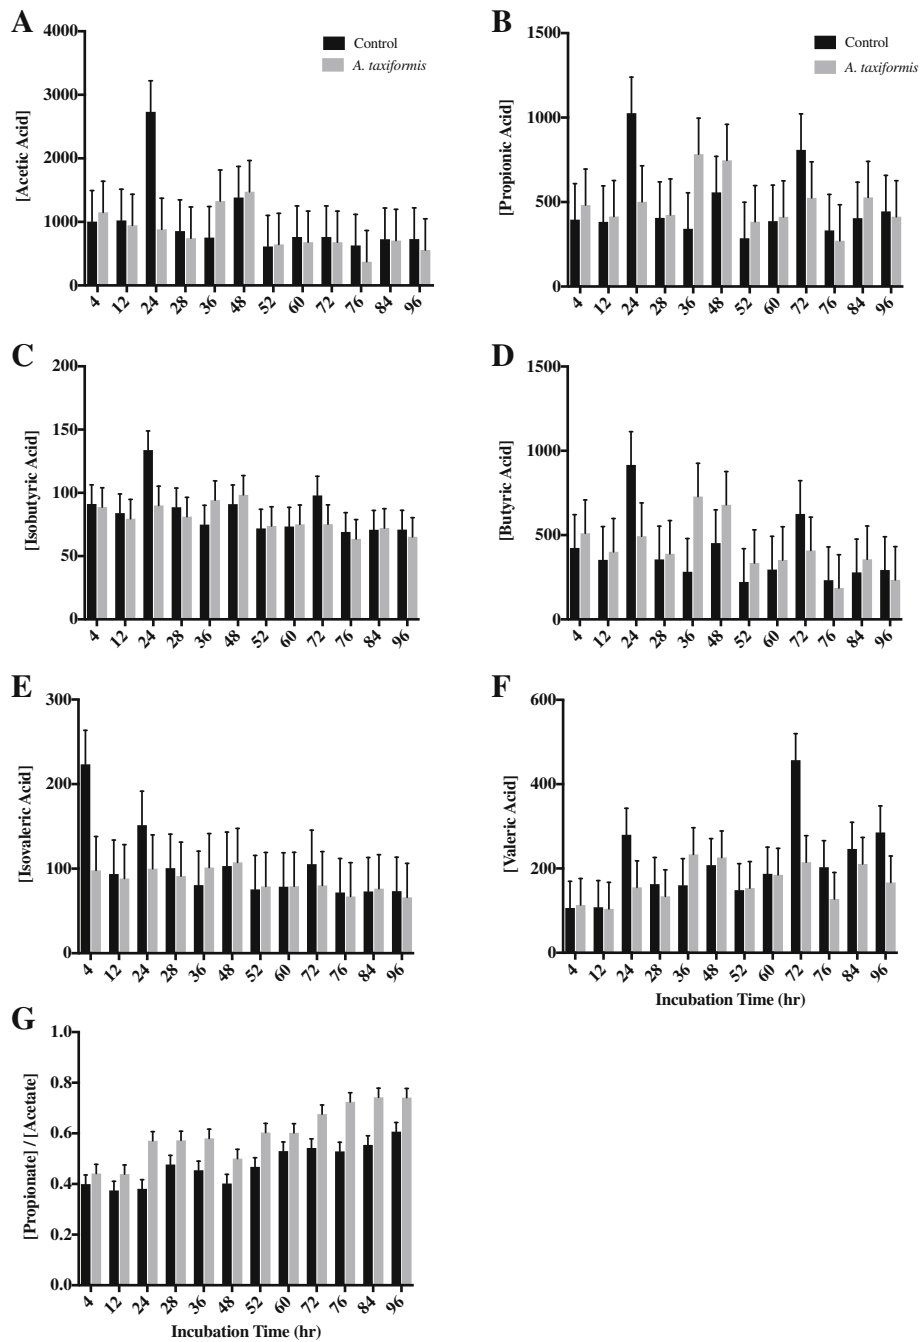 A
4000
3000
2000
1000
0
[Acetic Acid]
Control
A. taxiformis
4 12 24 28 36 48 52 60 72 76 84 96
B
1500
1000
500
0
[Propionic Acid]
Control
A. taxiformis
4 12 24 28 36 48 52 60 72 76 84 96
C
200
150
100
50
0
[Isobutyric Acid]
4 12 24 28 36 48 52 60 72 76 84 96
D
1500
1000
500
0
[Butyric Acid]
4 12 24 28 36 48 52 60 72 76 84 96
E
300
200
100
0
[Isovaleric Acid]
4 12 24 28 36 48 52 60 72 76 84 96
F
600
400
200
0
[Valeric Acid]
4 12 24 28 36 48 52 60 72 76 84 96
Incubation Time (hr)
G
1.0
0.8
0.6
0.4
0.2
0.0
[Propionate] / [Acetate]
4 12 24 28 36 48 52 60 72 76 84 96
Incubation Time (hr)